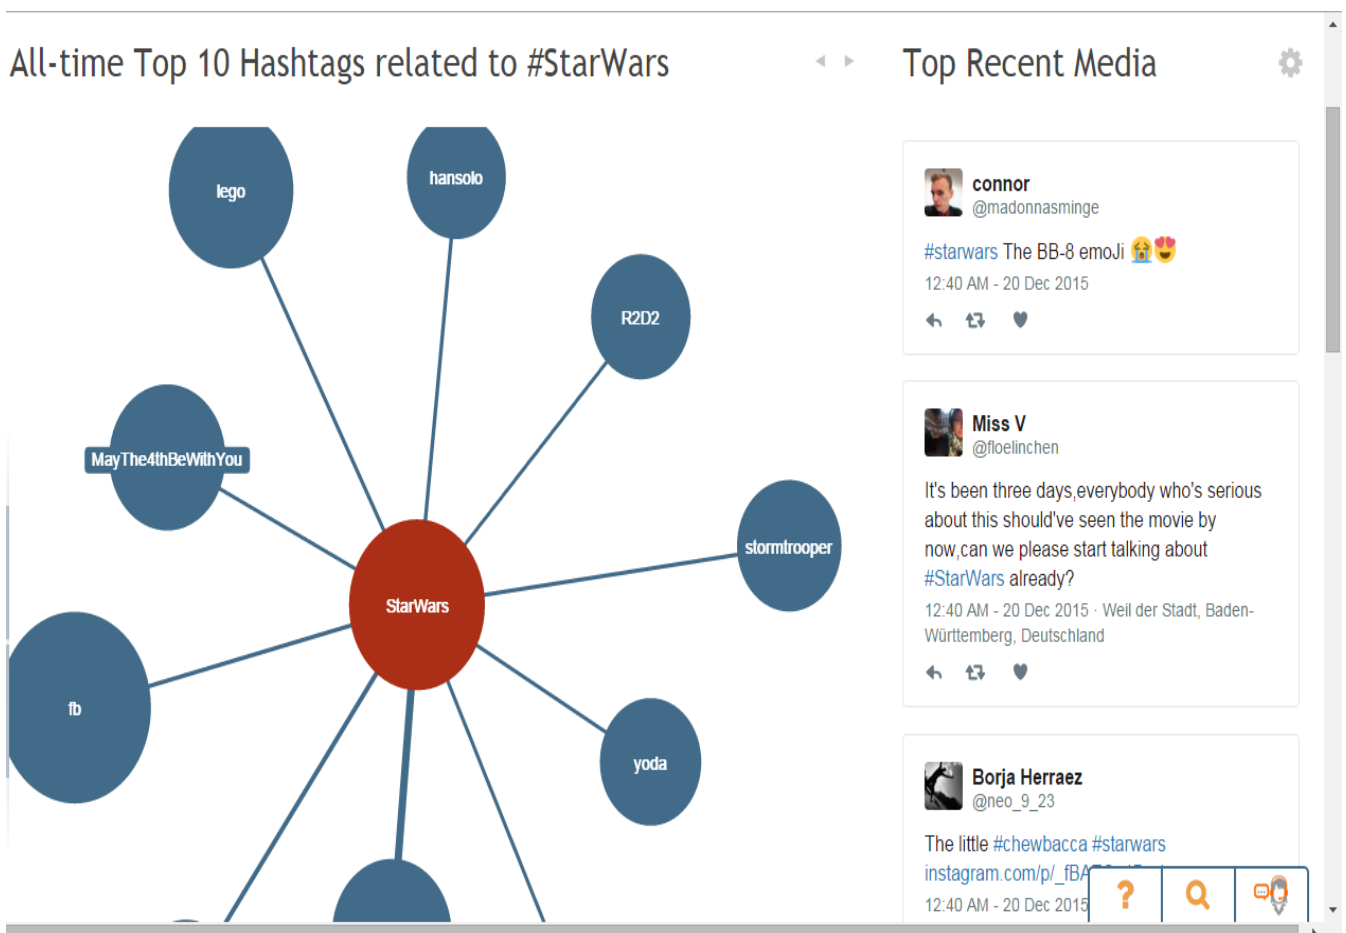 All-time Top 10 Hashtags related to #StarWars
lego
hansolo
R2D2
MayThe4thBeWithYou
stormtrooper
StarWars
fb
yoda
Top Recent Media
connor
@madonnasminge
#starwars The BB-8 emoJi 😭😍
12:40 AM - 20 Dec 2015
Miss V
@floelinchen
It's been three days,everybody who's serious
about this should've seen the movie by
now,can we please start talking about
#StarWars already?
12:40 AM - 20 Dec 2015 · Weil der Stadt, Baden-
Württemberg, Deutschland
Borja Herraez
@neo_9_23
The little #chewbacca #starwars
instagram.com/p/_fBA
12:40 AM - 20 Dec 2015
?